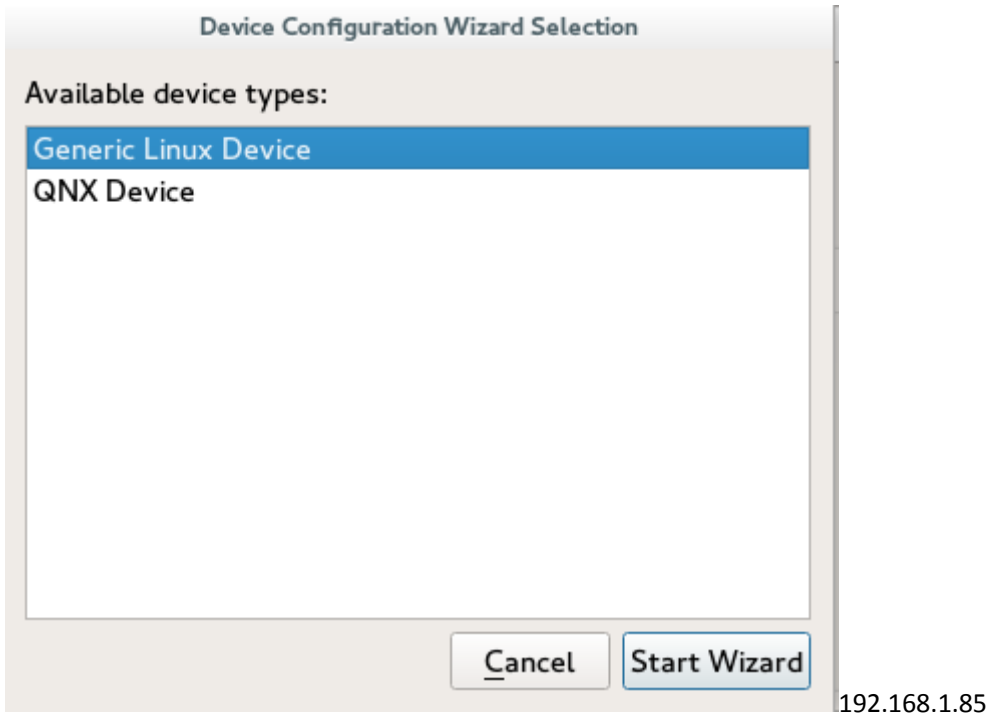 Device Configuration Wizard Selection
Available device types:
Generic Linux Device
QNX Device
Cancel
Start Wizard
192.168.1.85